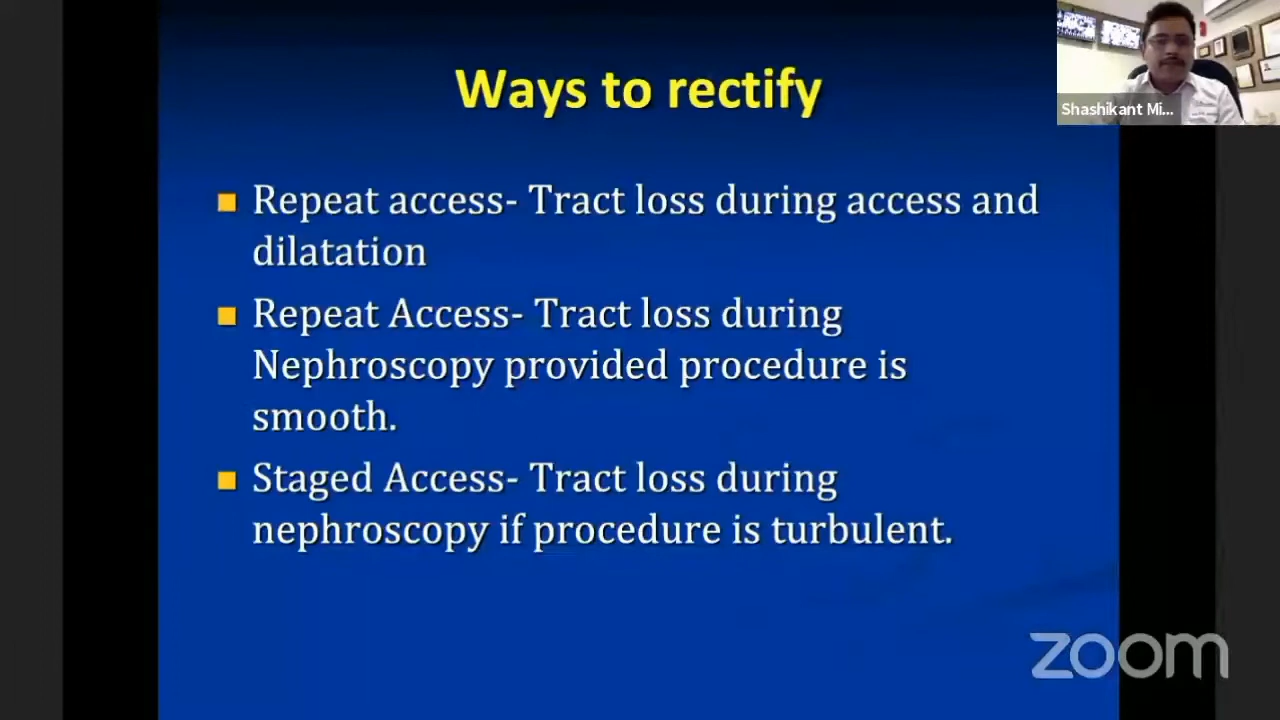 Ways to rectify
Shashikant Mi...
Repeat access- Tract loss during access and
dilatation
Repeat Access- Tract loss during
Nephroscopy provided procedure is
smooth.
Staged Access- Tract loss during
nephroscopy if procedure is turbulent.
zoom